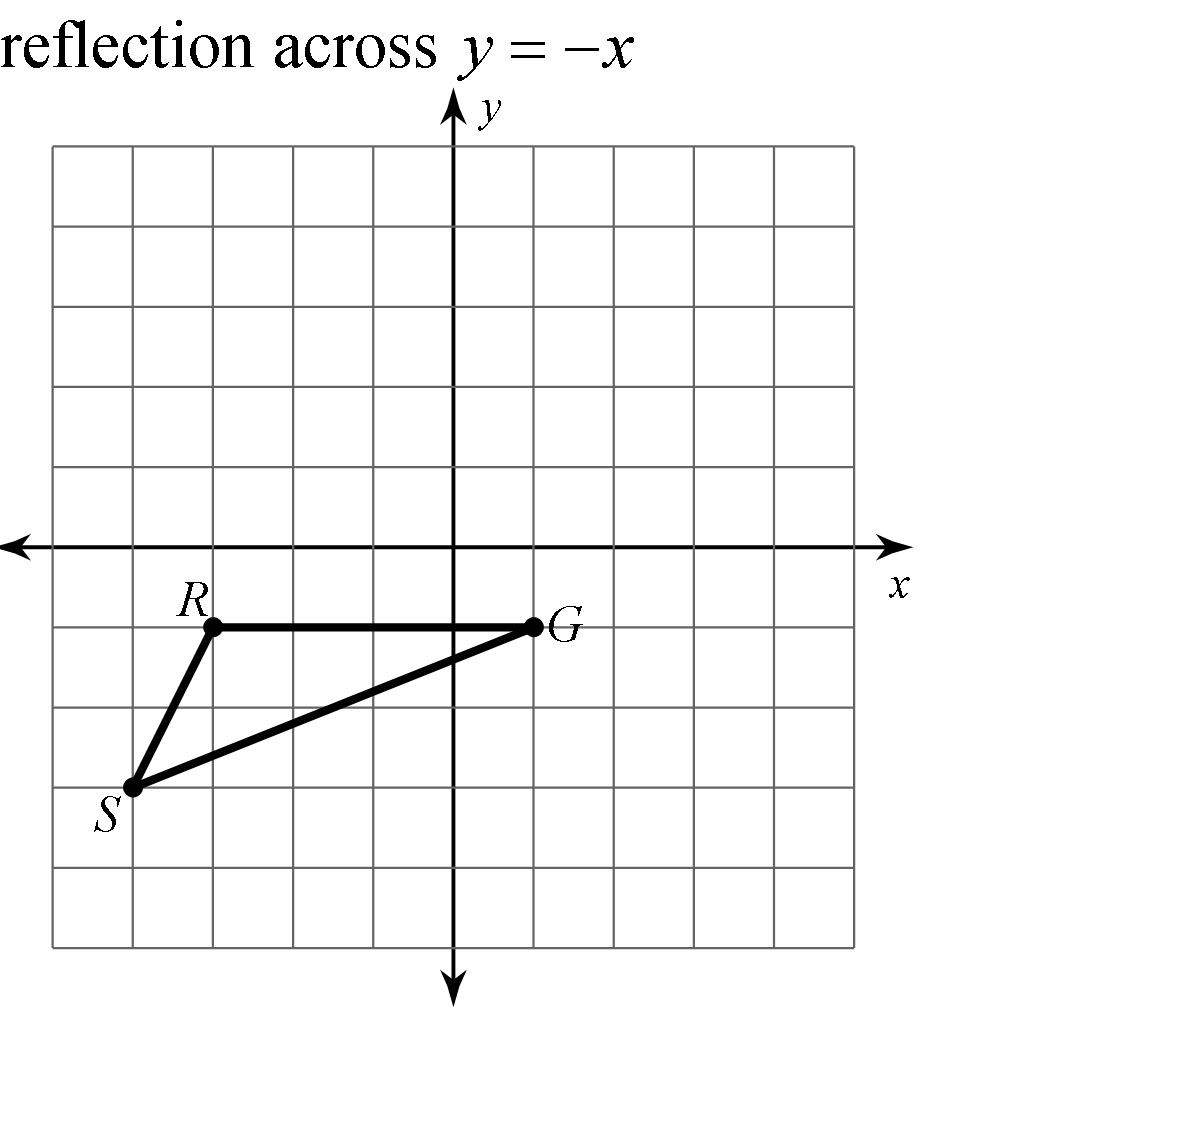 reflection across y = −x
y
x
R
G
S